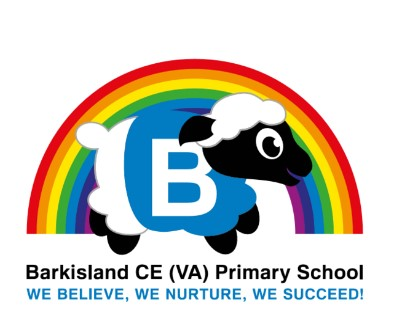 B
Barkisland CE (VA) Primary School
WE BELIEVE, WE NURTURE, WE SUCCEED!